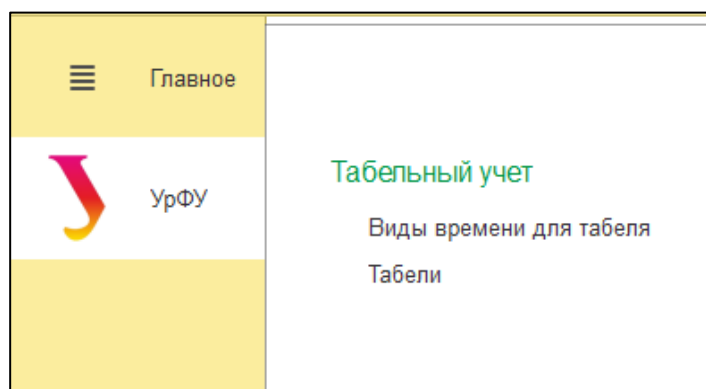 Главное
УрФУ
Табельный учет
Виды времени для табеля
Табели